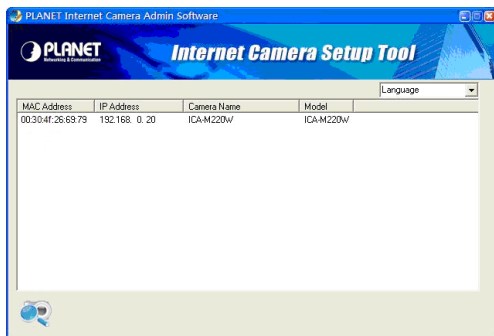 PLANET Internet Camera Admin Software
PLANET
Networking & Communication
Internet Camera Setup Tool
Language
MAC Address IP Address Camera Name Model
00:30:4f:26:69:79 192.168. 0. 20 ICA-M220W ICA-M220W